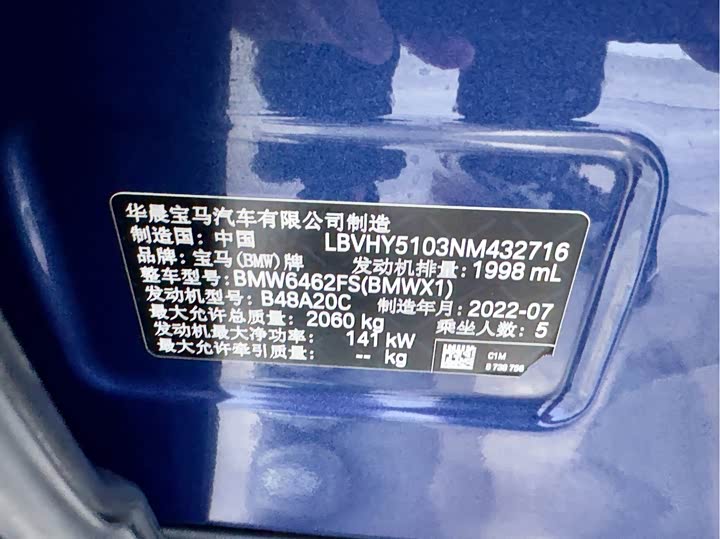 华晨宝马汽车有限公司制造
制造国: 中国 LBVHY5103NM432716
品牌: 宝马(BMW)牌 发动机排量: 1998 mL
整车型号: BMW6462FS(BMWX1)
发动机型号: B48A20C 制造年月: 2022-07
最大允许总质量: 2060 kg 乘坐人数: 5
发动机最大净功率: 141 kW
最大允许牵引质量: -- kg
C1M